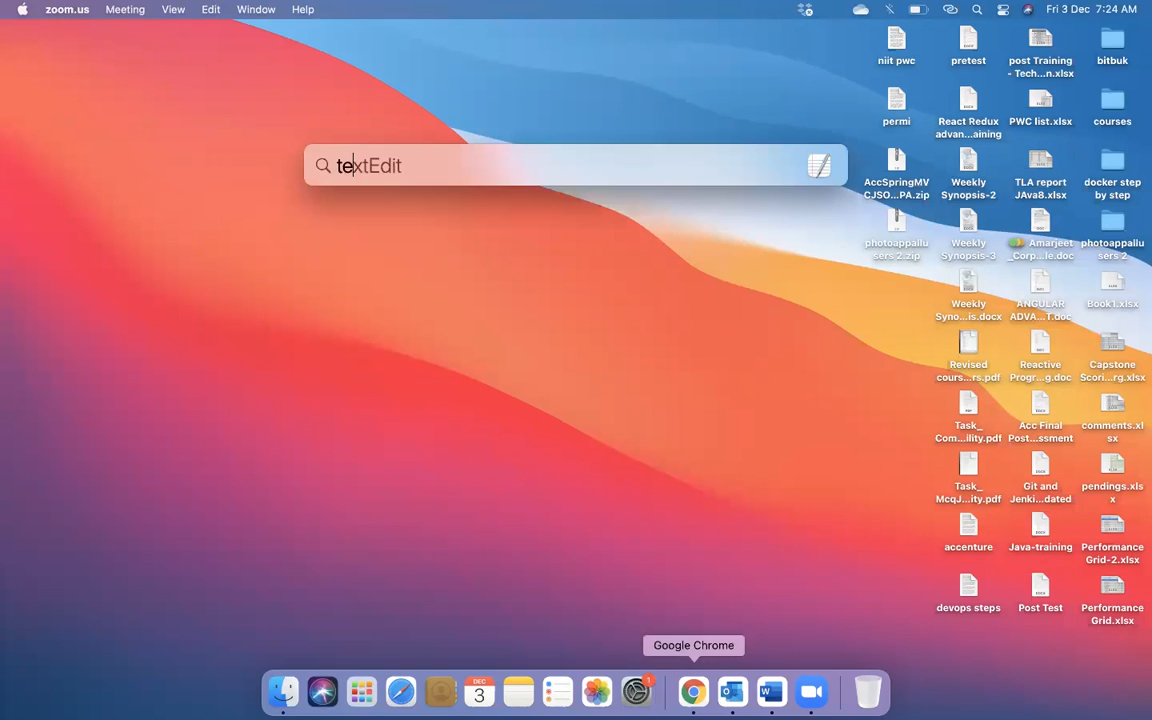 zoom.us Meeting View Edit Window Help Fri 3 Dec 7:24 AM
textEdit
niit pwc
pretest
post Training
- Tech...n.xlsx
bitbuk
permi
React Redux
advan...aining
PWC list.xlsx
courses
AccSpringMV
CJSO...PA.zip
Weekly
Synopsis-2
TLA report
JAva8.xlsx
docker step
by step
photoappailu
sers 2.zip
Weekly
Synopsis-3
Amarjeet
_Corp...le.doc
photoappailu
sers 2
Weekly
Syno...is.docx
ANGULAR
ADVA...T.doc
Book1.xlsx
Revised
cours...rs.pdf
Reactive
Progr...g.doc
Capstone
Scori...rg.xlsx
Task_
Com...ility.pdf
Acc Final
Post...ssment
comments.xl
sx
Task_
McqJ...ity.pdf
Git and
Jenki...dated
pendings.xls
x
accenture
Java-training
Performance
Grid-2.xlsx
devops steps
Post Test
Performance
Grid.xlsx
Google Chrome
DEC
3
1